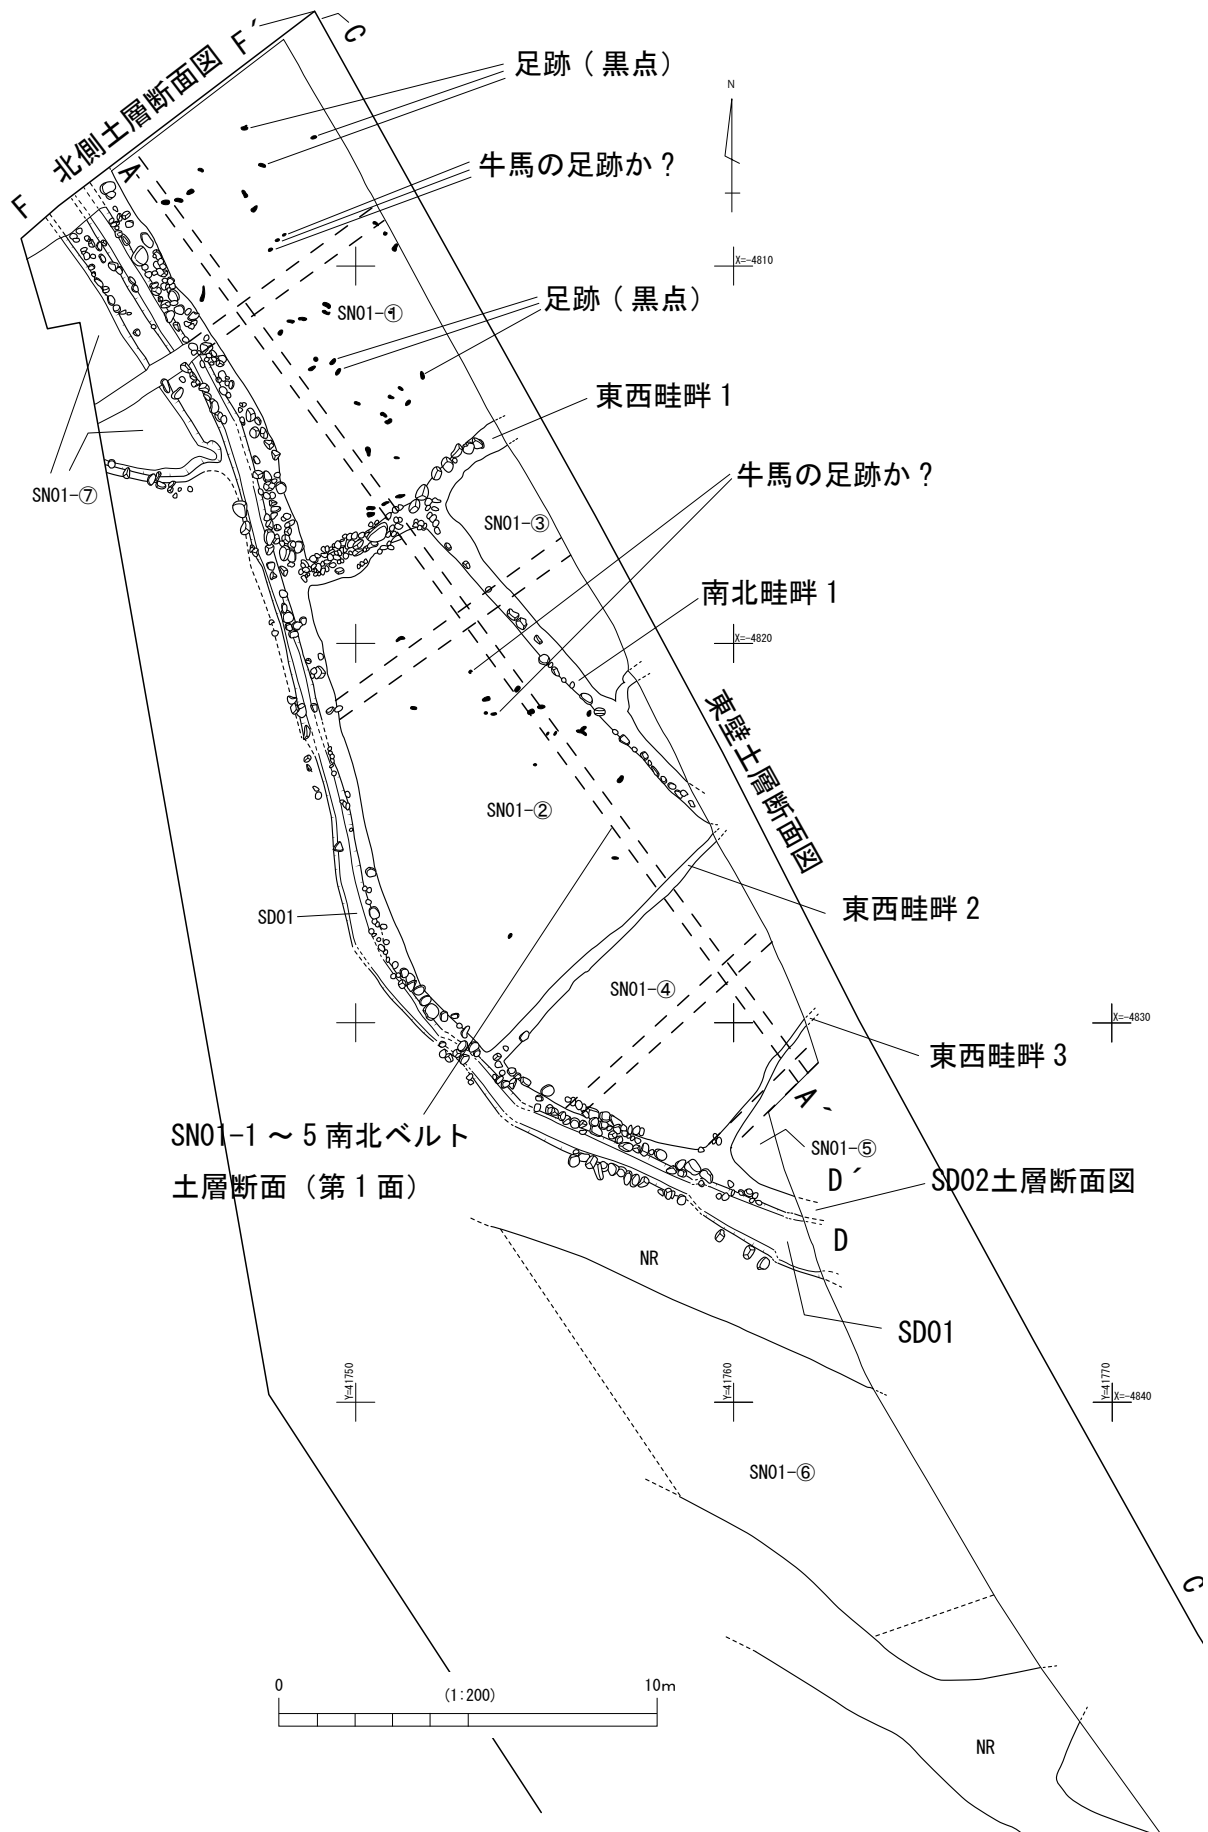 F´
C
北側土層断面図
足跡（黒点）
N
F
A
牛馬の足跡か？
X=-4810
SN01-①
足跡（黒点）
東西畦畔１
SN01-⑦
牛馬の足跡か？
SN01-③
南北畦畔１
X=-4820
東壁土層断面図
SN01-②
SD01
東西畦畔２
SN01-④
X=-4830
東西畦畔３
A´
SN01-1 ～ 5 南北ベルト
土層断面（第１面）
SN01-⑤
D´
SD02土層断面図
D
NR
SD01
Y=41750
Y=41760
Y=41770
X=-4840
SN01-⑥
C
0
(1:200)
10m
NR